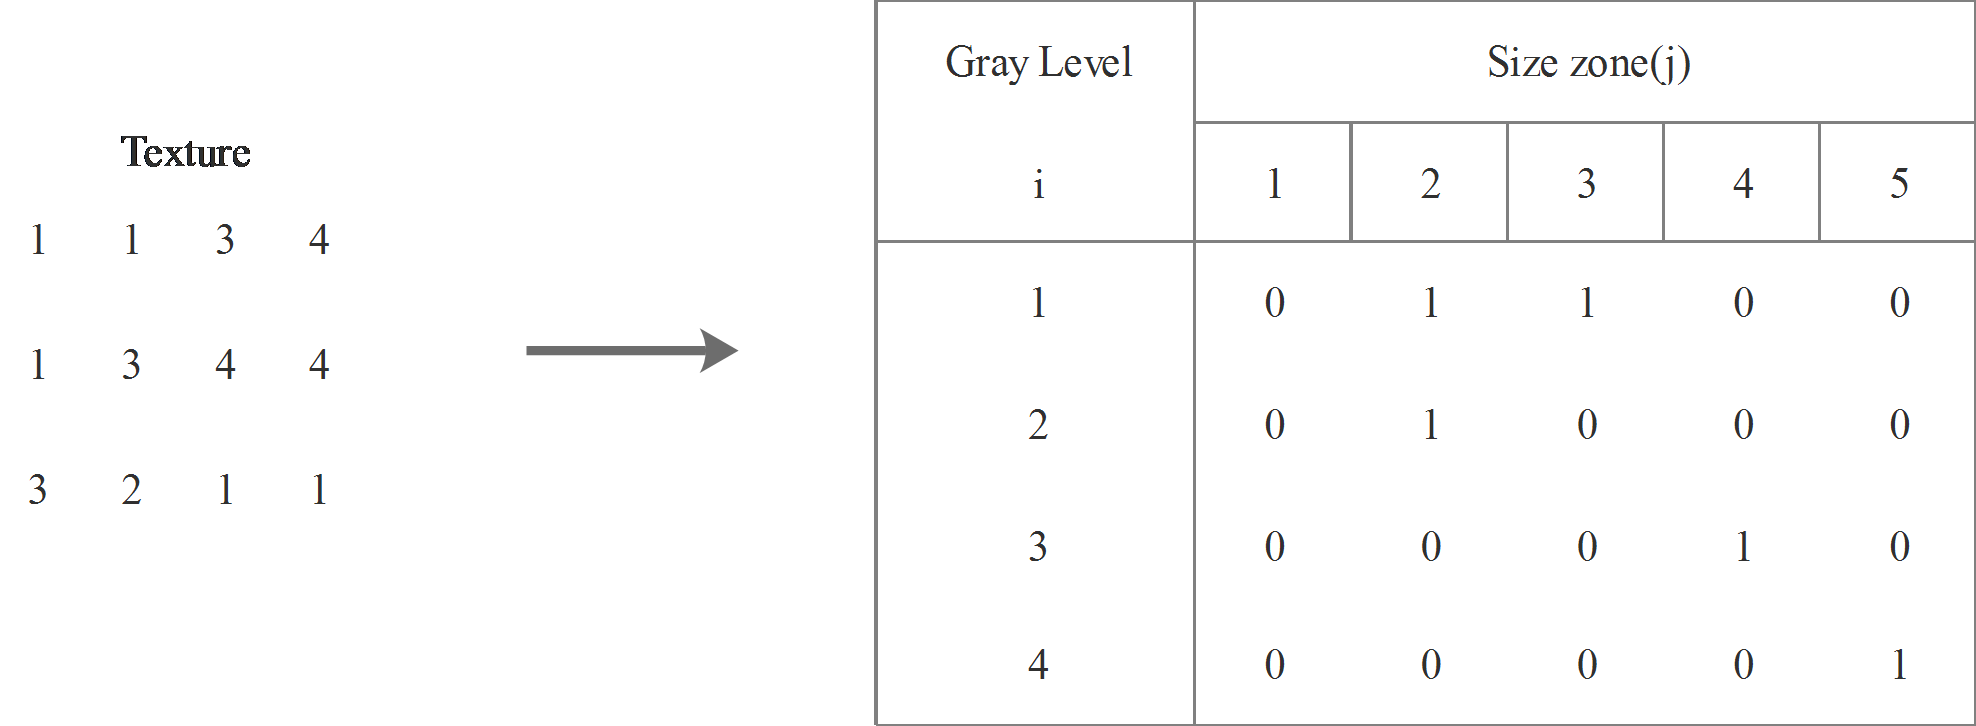 Texture
1 1 3 4
1 3 4 4
3 2 1 1
Gray Level Size zone(j)
i 1 2 3 4 5
1 0 1 1 0 0
2 0 1 0 0 0
3 0 0 0 1 0
4 0 0 0 0 1